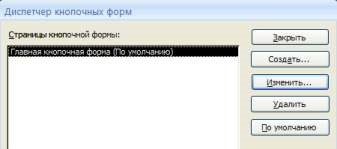 Диспетчер кнопочных форм
Страницы кнопочной формы:
Главная кнопочная форма (По умолчанию)
Закрыть
Создать...
Изменить...
Удалить
По умолчанию